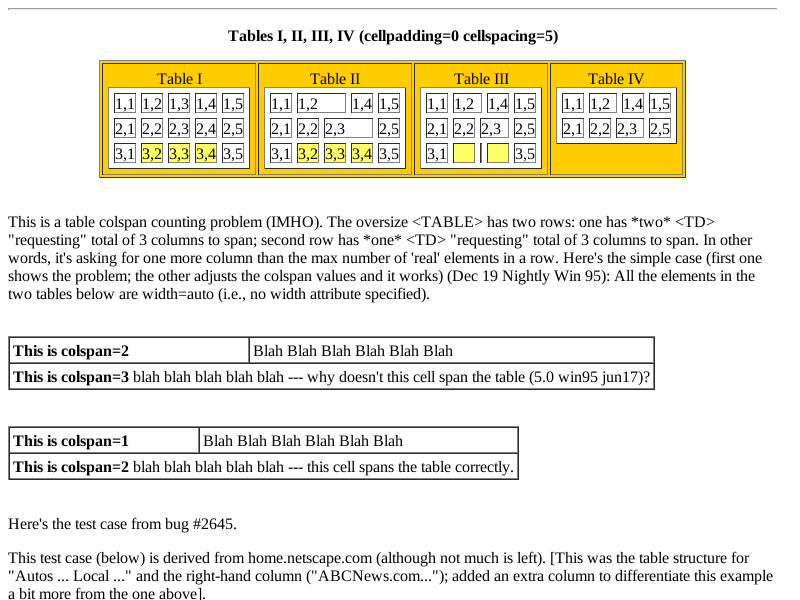 Tables I, II, III, IV (cellpadding=0 cellspacing=5)
Table I Table II Table III Table IV
1,1 1,2 1,3 1,4 1,5 1,1 1,2 1,4 1,5 1,1 1,2 1,4 1,5 1,1 1,2 1,4 1,5
2,1 2,2 2,3 2,4 2,5 2,1 2,2 2,3 2,5 2,1 2,2 2,3 2,5 2,1 2,2 2,3 2,5
3,1 3,2 3,3 3,4 3,5 3,1 3,2 3,3 3,4 3,5 3,1 3,5
This is a table colspan counting problem (IMHO). The oversize <TABLE> has two rows: one has *two* <TD>
"requesting" total of 3 columns to span; second row has *one* <TD> "requesting" total of 3 columns to span. In other
words, it's asking for one more column than the max number of 'real' elements in a row. Here's the simple case (first one
shows the problem; the other adjusts the colspan values and it works) (Dec 19 Nightly Win 95): All the elements in the
two tables below are width=auto (i.e., no width attribute specified).
This is colspan=2 Blah Blah Blah Blah Blah Blah
This is colspan=3 blah blah blah blah blah --- why doesn't this cell span the table (5.0 win95 jun17)?
This is colspan=1 Blah Blah Blah Blah Blah Blah
This is colspan=2 blah blah blah blah blah --- this cell spans the table correctly.
Here's the test case from bug #2645.
This test case (below) is derived from home.netscape.com (although not much is left). [This was the table structure for
"Autos ... Local ..." and the right-hand column ("ABCNews.com..."); added an extra column to differentiate this example
a bit more from the one above].